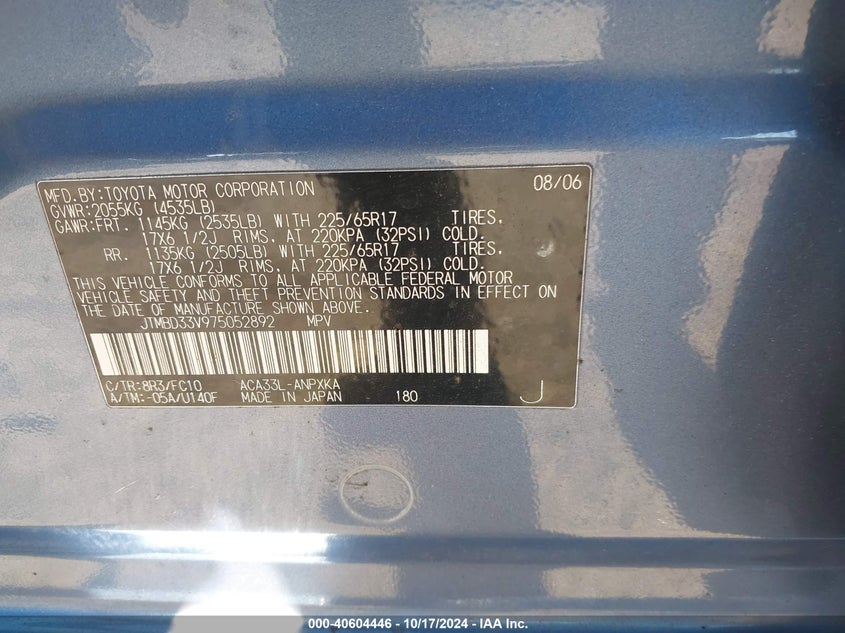 MFD.BY:TOYOTA MOTOR CORPORATION 08/06
GVWR:2055KG (4535LB)
GAWR:FRT. 1145KG (2535LB) WITH 225/65R17 TIRES,
17X6 1/2J RIMS, AT 220KPA (32PSI) COLD.
RR. 1135KG (2505LB) WITH 225/65R17 TIRES,
17X6 1/2J RIMS, AT 220KPA (32PSI) COLD.
THIS VEHICLE CONFORMS TO ALL APPLICABLE FEDERAL MOTOR
VEHICLE SAFETY AND THEFT PREVENTION STANDARDS IN EFFECT ON
THE DATE OF MANUFACTURE SHOWN ABOVE.
JTMBD33V975052892 MPV
C/TR:8R3/FC10 ACA33L-ANPXKA
A/TM:-05A/U140F MADE IN JAPAN 180 J
000-40604446 - 10/17/2024 - IAA Inc.